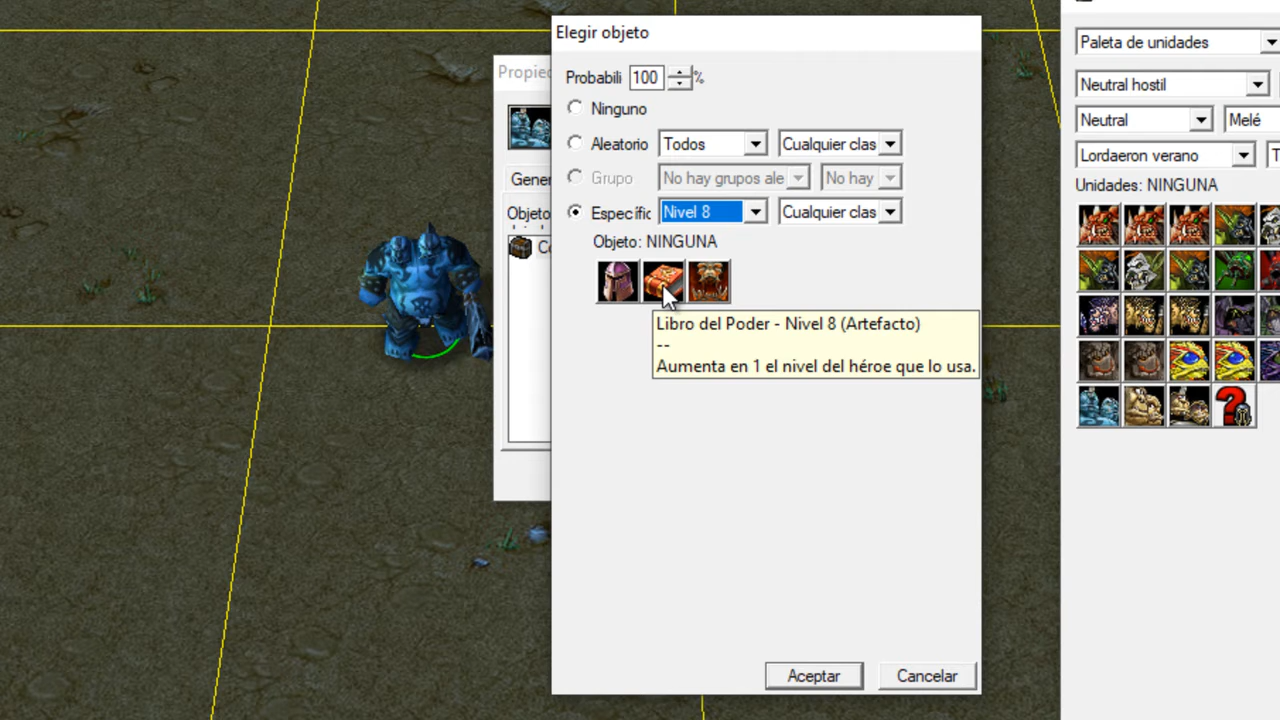 Elegir objeto
Paleta de unidades
Propied
Probabili 100 %
Neutral hostil
Ninguno
Neutral Melé
Aleatorio Todos Cualquier clas
Lordaeron verano T
Gener
Grupo No hay grupos ale No hay
Unidades: NINGUNA
Objeto
Específic Nivel 8 Cualquier clas
Objeto: NINGUNA
Co
Libro del Poder - Nivel 8 (Artefacto)
--
Aumenta en 1 el nivel del héroe que lo usa.
Aceptar Cancelar